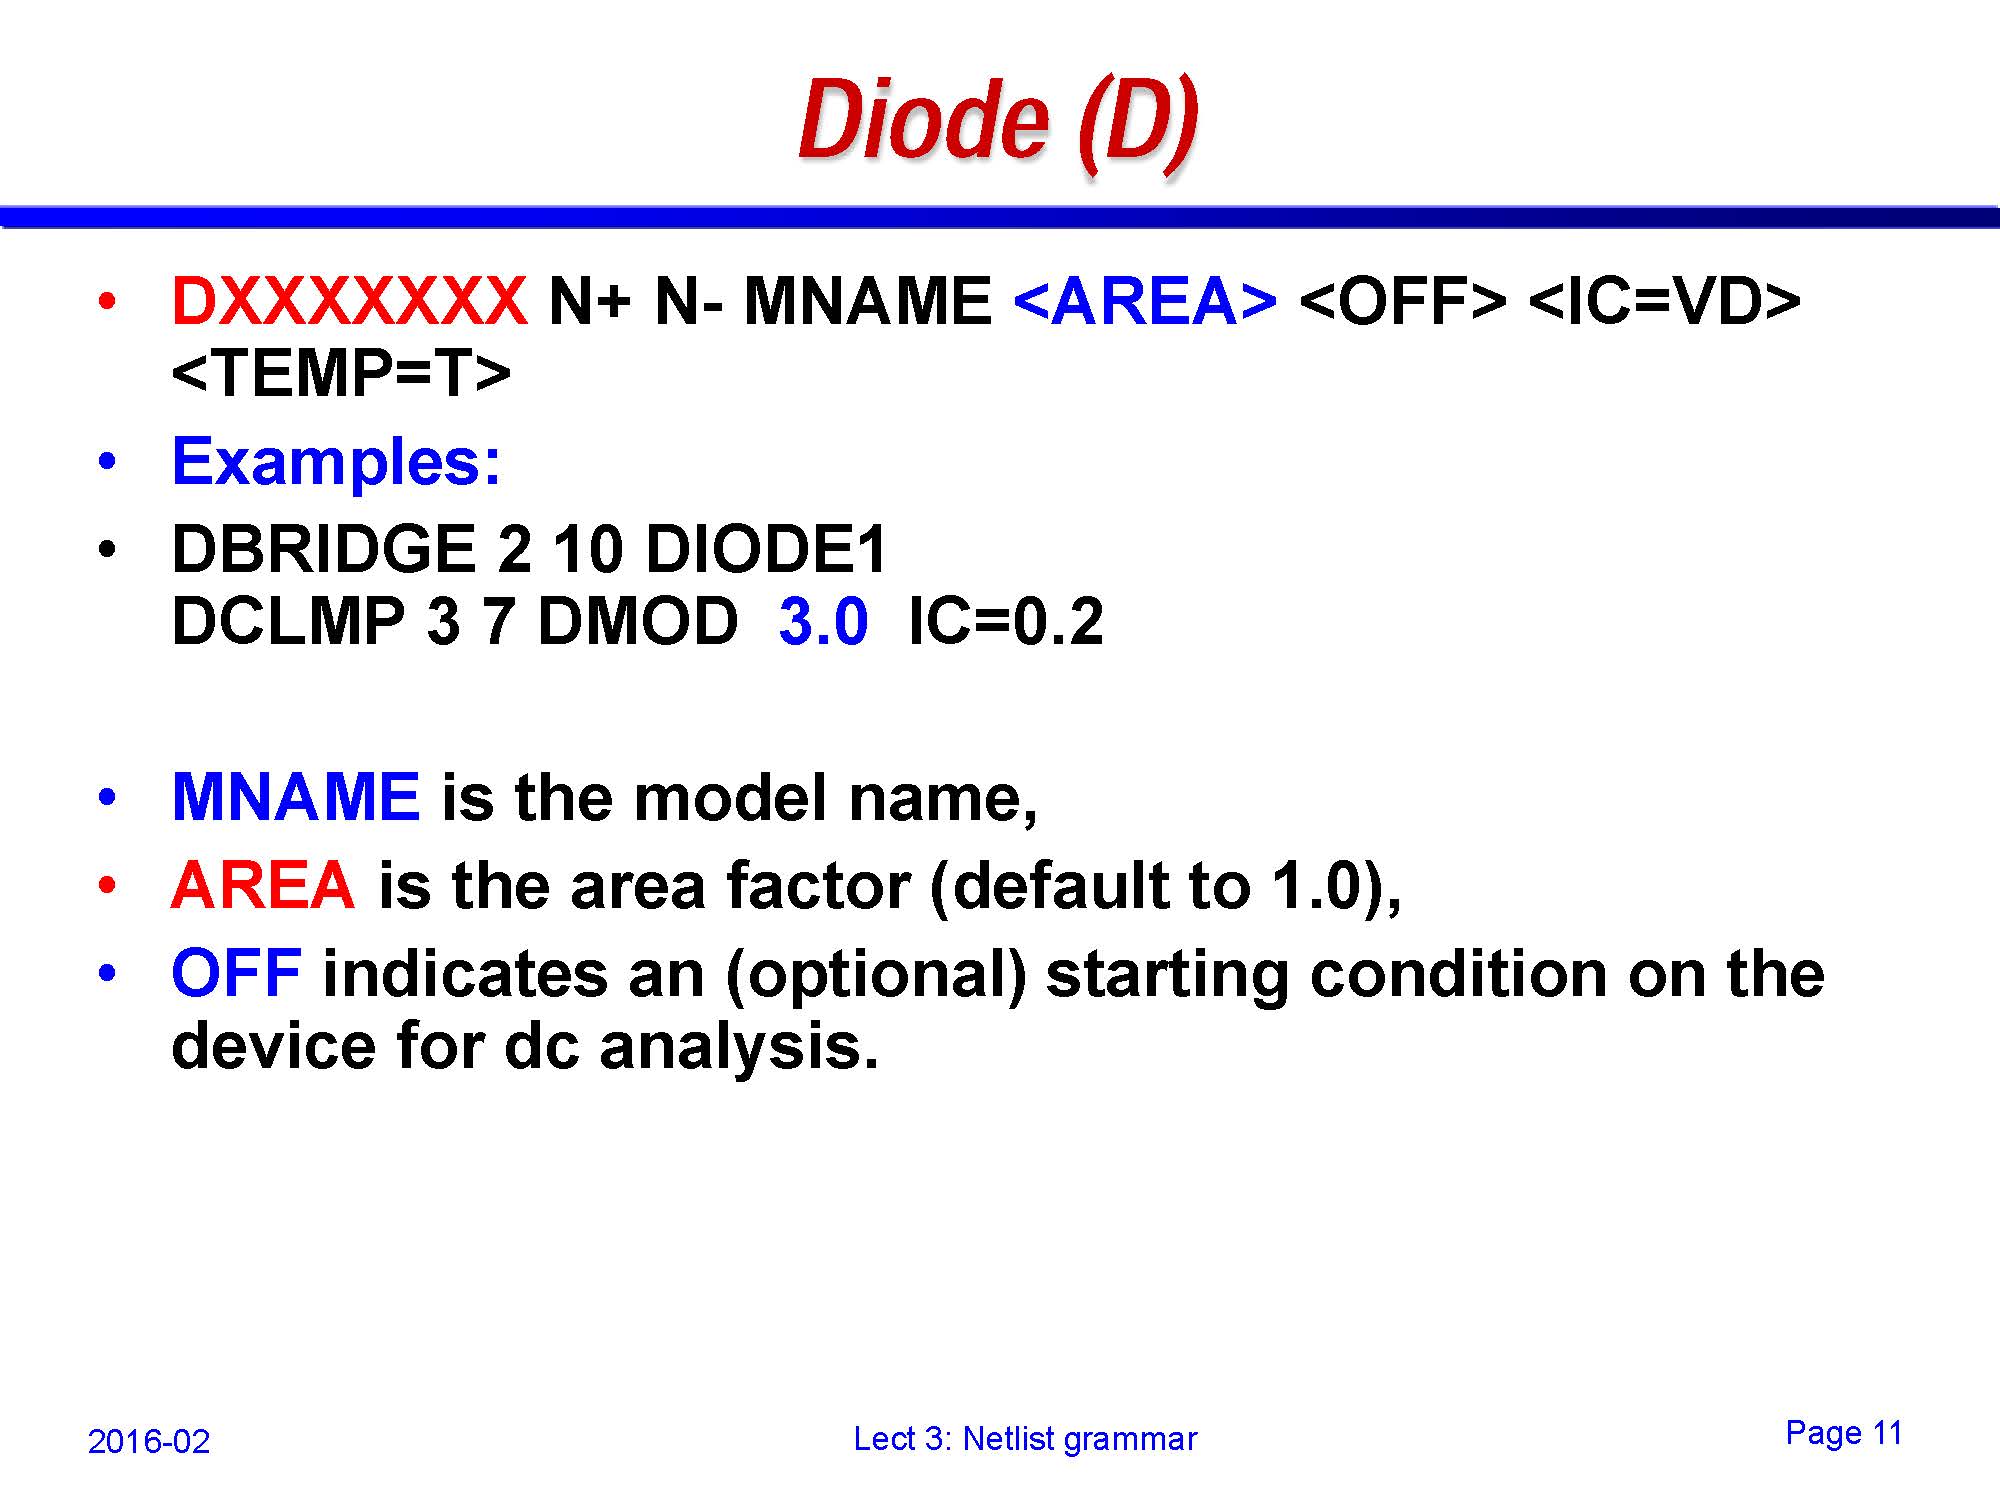 Diode (D)
• DXXXXXXX N+ N- MNAME <AREA> <OFF> <IC=VD>
<TEMP=T>
• Examples:
• DBRIDGE 2 10 DIODE1
DCLMP 3 7 DMOD 3.0 IC=0.2
• MNAME is the model name,
• AREA is the area factor (default to 1.0),
• OFF indicates an (optional) starting condition on the
device for dc analysis.
2016-02
Lect 3: Netlist grammar
Page 11